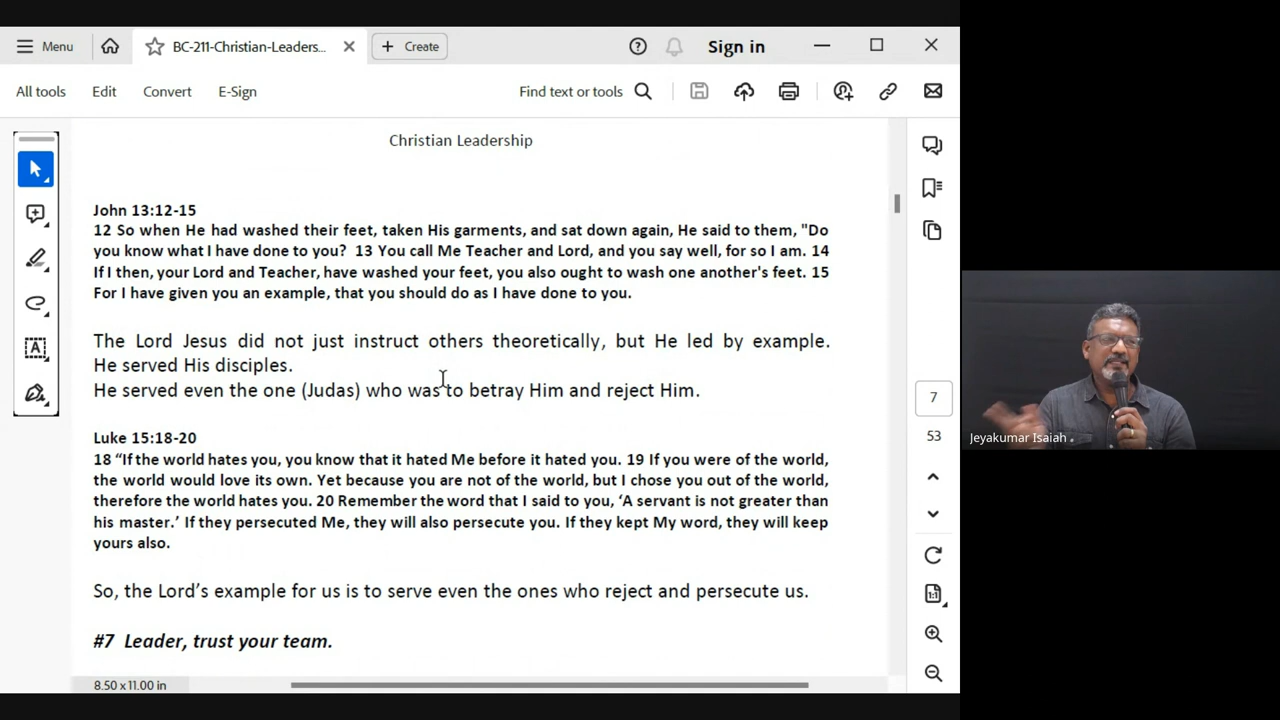 Menu
BC-211-Christian-Leaders...
Create
Sign in
All tools
Edit
Convert
E-Sign
Find text or tools
Christian Leadership
John 13:12-15
12 So when He had washed their feet, taken His garments, and sat down again, He said to them, "Do
you know what I have done to you? 13 You call Me Teacher and Lord, and you say well, for so I am. 14
If I then, your Lord and Teacher, have washed your feet, you also ought to wash one another's feet. 15
For I have given you an example, that you should do as I have done to you.
The Lord Jesus did not just instruct others theoretically, but He led by example.
He served His disciples.
He served even the one (Judas) who was to betray Him and reject Him.
Luke 15:18-20
18 “If the world hates you, you know that it hated Me before it hated you. 19 If you were of the world,
the world would love its own. Yet because you are not of the world, but I chose you out of the world,
therefore the world hates you. 20 Remember the word that I said to you, ‘A servant is not greater than
his master.’ If they persecuted Me, they will also persecute you. If they kept My word, they will keep
yours also.
So, the Lord’s example for us is to serve even the ones who reject and persecute us.
#7 Leader, trust your team.
8.50 x 11.00 in
7
53
1:1
Jeyakumar Isaiah